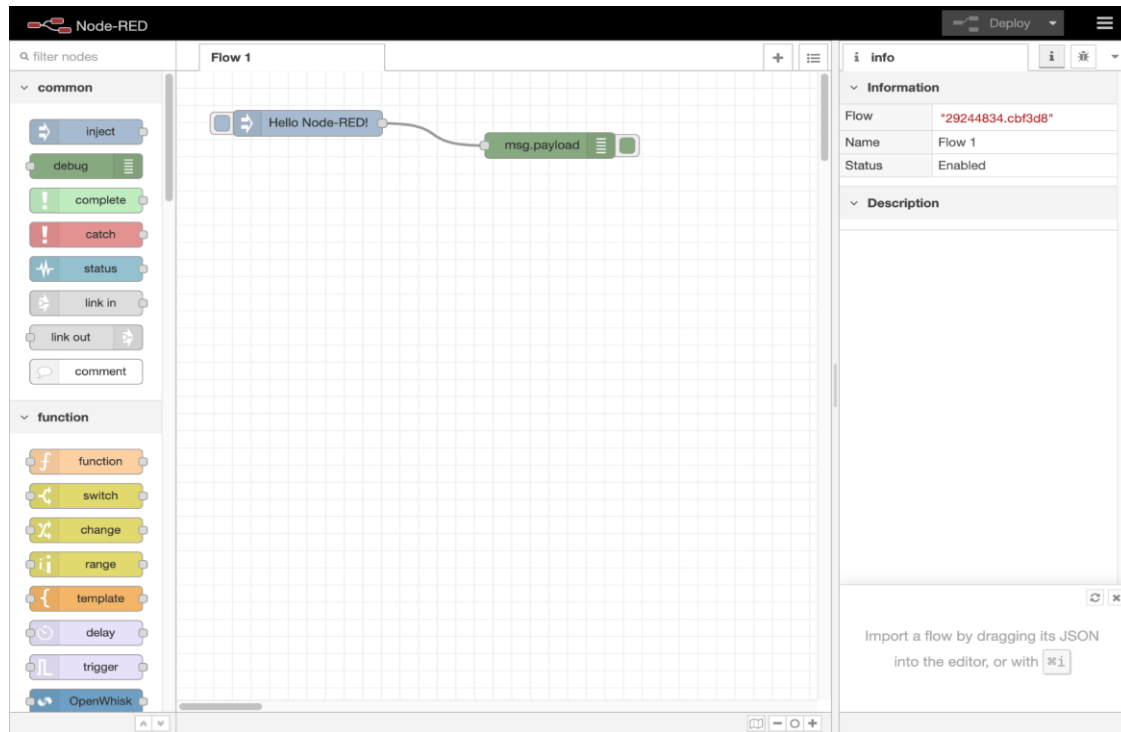 Node-RED
Deploy
filter nodes
common
inject
debug
complete
catch
status
link in
link out
comment
function
function
switch
change
range
template
delay
trigger
OpenWhisk
Flow 1
Hello Node-RED!
msg.payload
i info
i
Information
Flow "29244834.cbf3d8"
Name Flow 1
Status Enabled
Description
Import a flow by dragging its JSON
into the editor, or with ⌘i